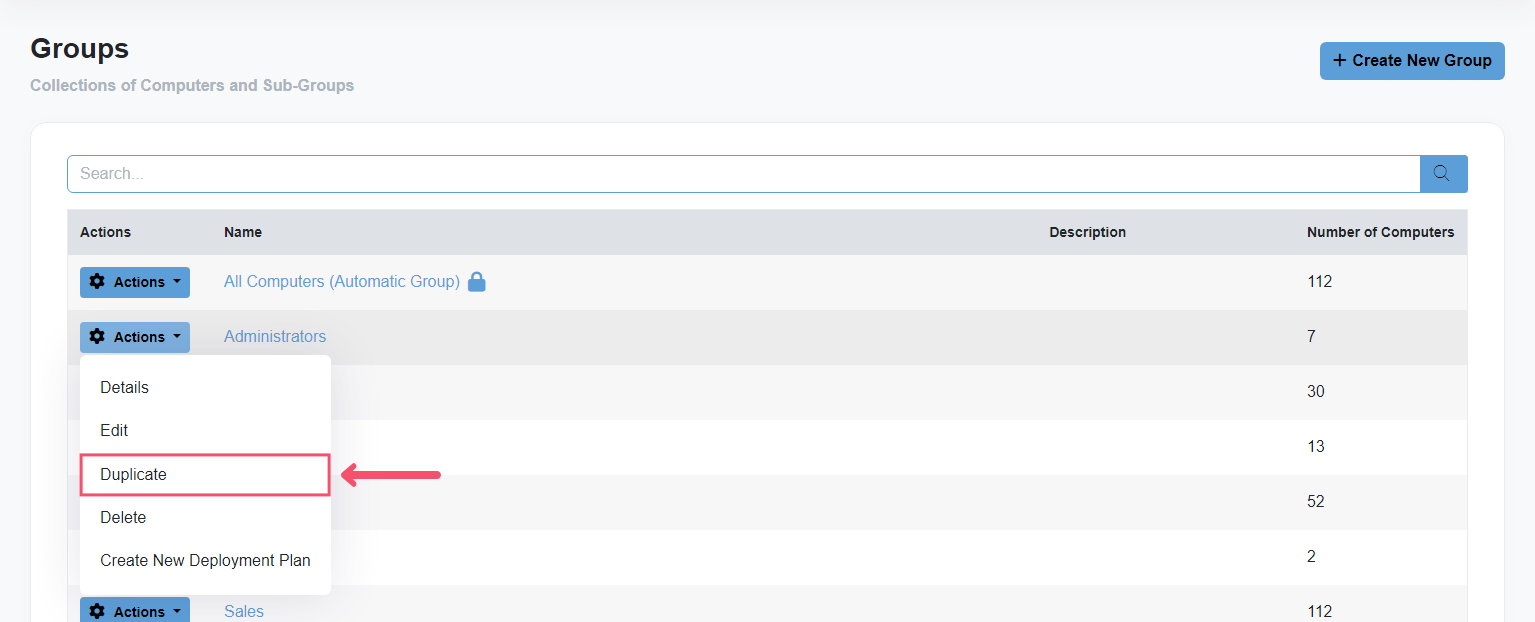 Groups
+ Create New Group
Collections of Computers and Sub-Groups
Search...
Actions Name Description Number of Computers
Actions All Computers (Automatic Group) 112
Actions Administrators 7
Details
30
Edit
13
Duplicate
52
Delete
2
Create New Deployment Plan
Actions Sales 112